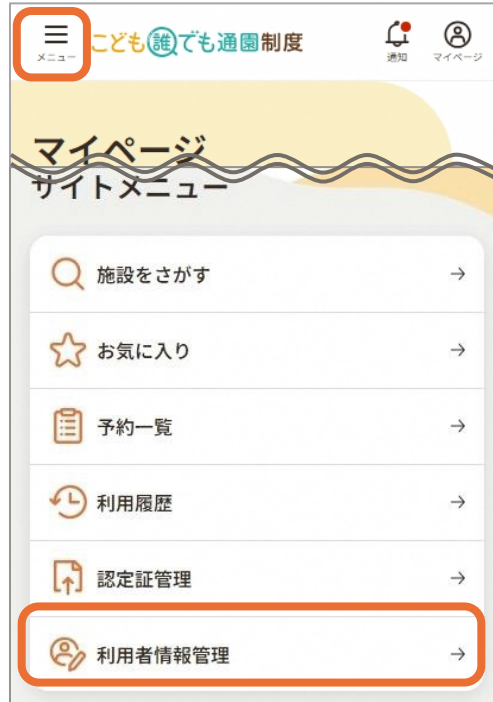 メニュー
こども誰でも通園制度
通知
マイページ
マイページ
サイトメニュー
施設をさがす
お気に入り
予約一覧
利用履歴
認定証管理
利用者情報管理